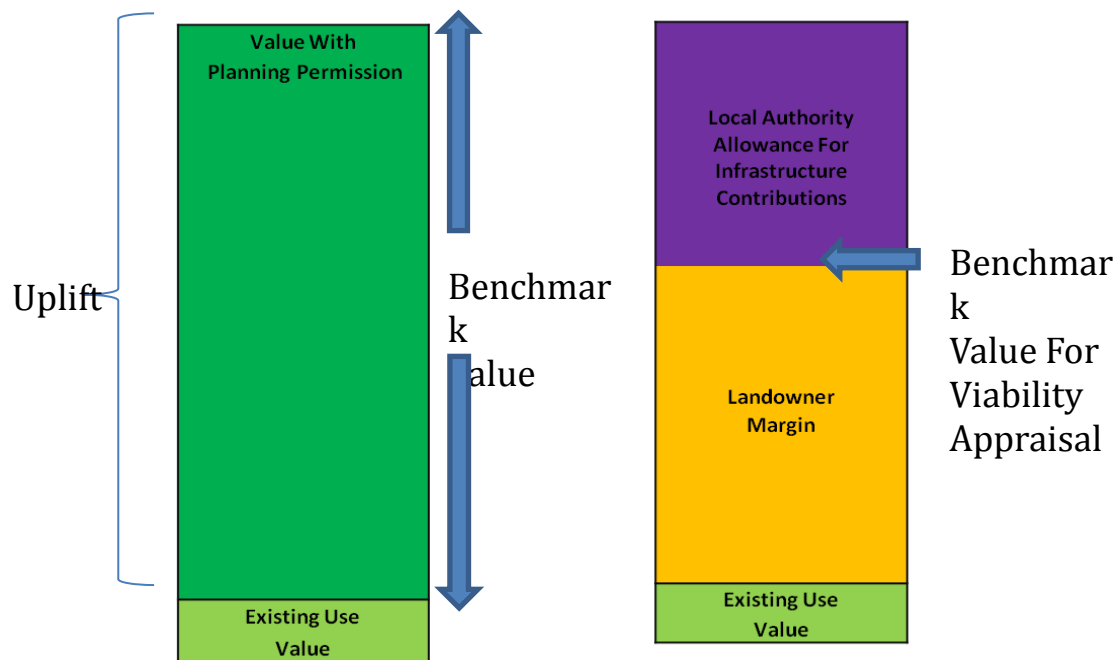 Value With
Planning Permission
Uplift
Benchmar
k
alue
Existing Use
Value
Local Authority
Allowance For
Infrastructure
Contributions
Landowner
Margin
Existing Use
Value
Benchmar
k
Value For
Viability
Appraisal